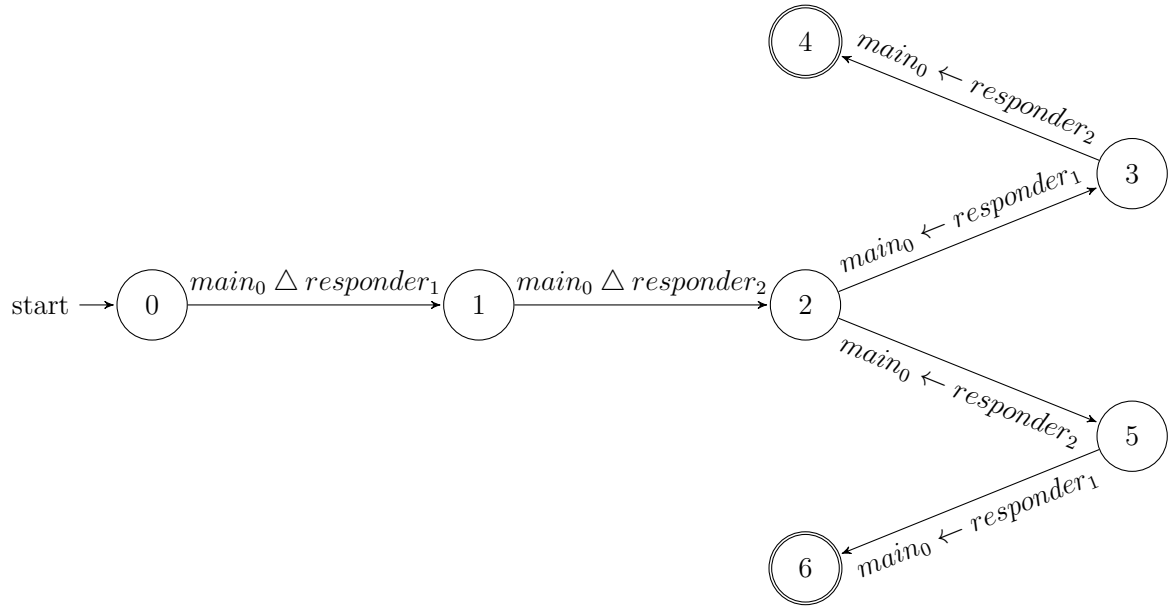 4
main₀ ← responder₂
3
main₀ ← responder₁
start
0
main₀ △ responder₁
1
main₀ △ responder₂
2
main₀ ← responder₂
5
main₀ ← responder₁
6